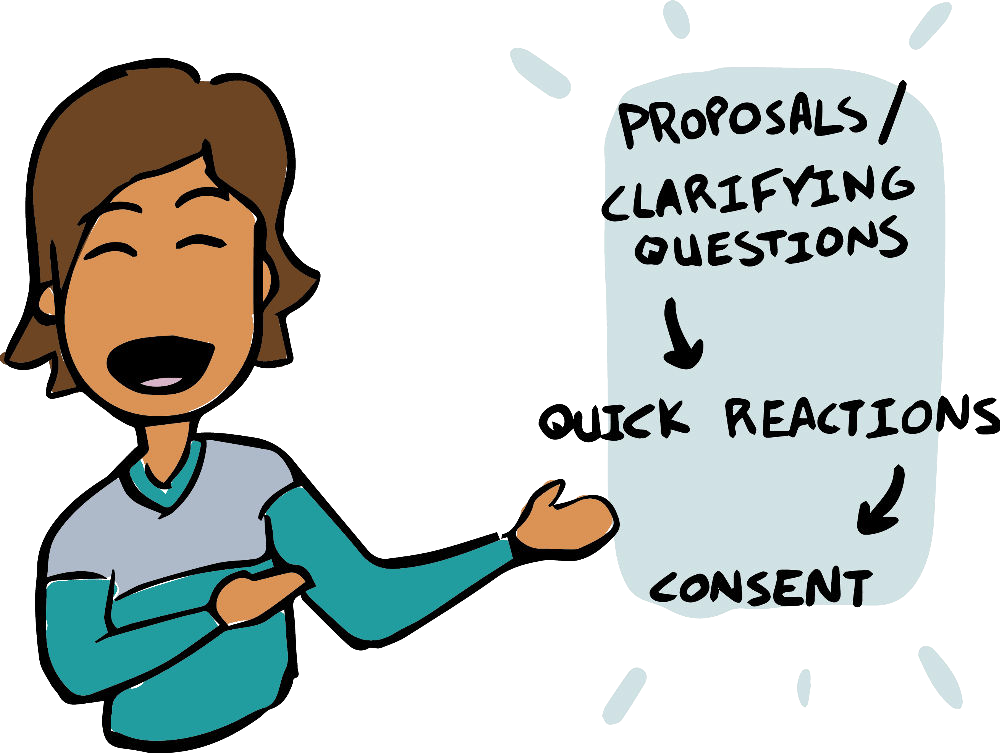 PROPOSALS/
CLARIFYING
QUESTIONS
QUICK REACTIONS
CONSENT